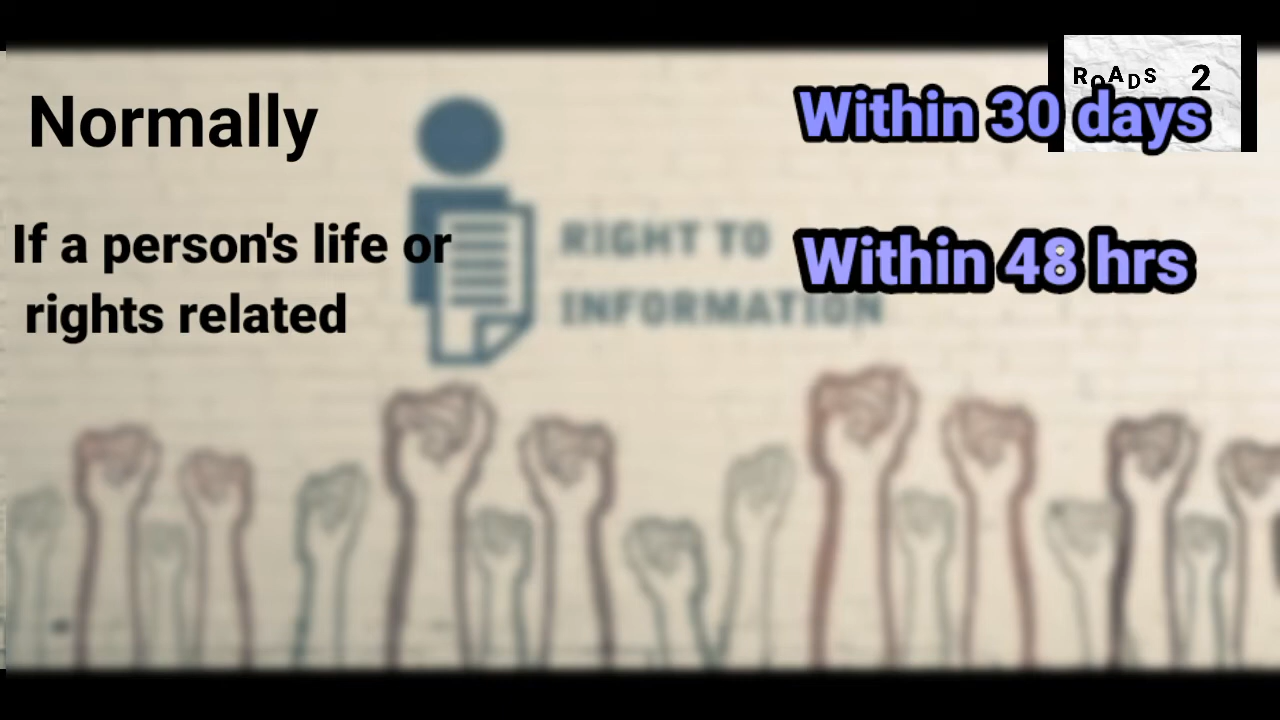 ROADS 2
Normally
Within 30 days
If a person's life or
rights related
Within 48 hrs
RIGHT TO
INFORMATION